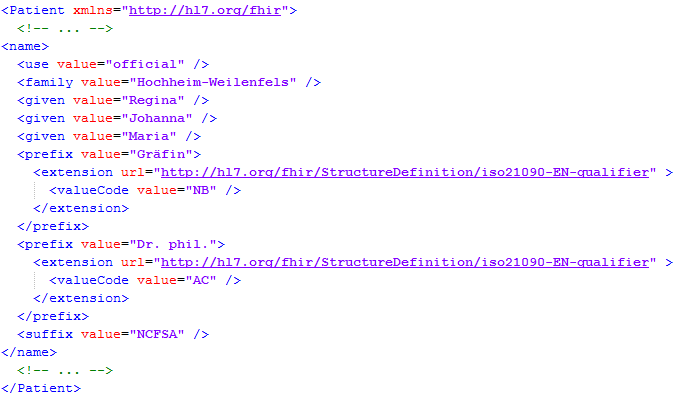 <Patient xmlns="http://hl7.org/fhir">
  <!-- ... -->
<name>
  <use value="official" />
  <family value="Hochheim-Weilenfels" />
  <given value="Regina" />
  <given value="Johanna" />
  <given value="Maria" />
  <prefix value="Gräfin">
    <extension url="http://hl7.org/fhir/StructureDefinition/iso21090-EN-qualifier" >
      <valueCode value="NB" />
    </extension>
  </prefix>
  <prefix value="Dr. phil.">
    <extension url="http://hl7.org/fhir/StructureDefinition/iso21090-EN-qualifier" >
      <valueCode value="AC" />
    </extension>
  </prefix>
  <suffix value="NCFSA" />
</name>
  <!-- ... -->
</Patient>